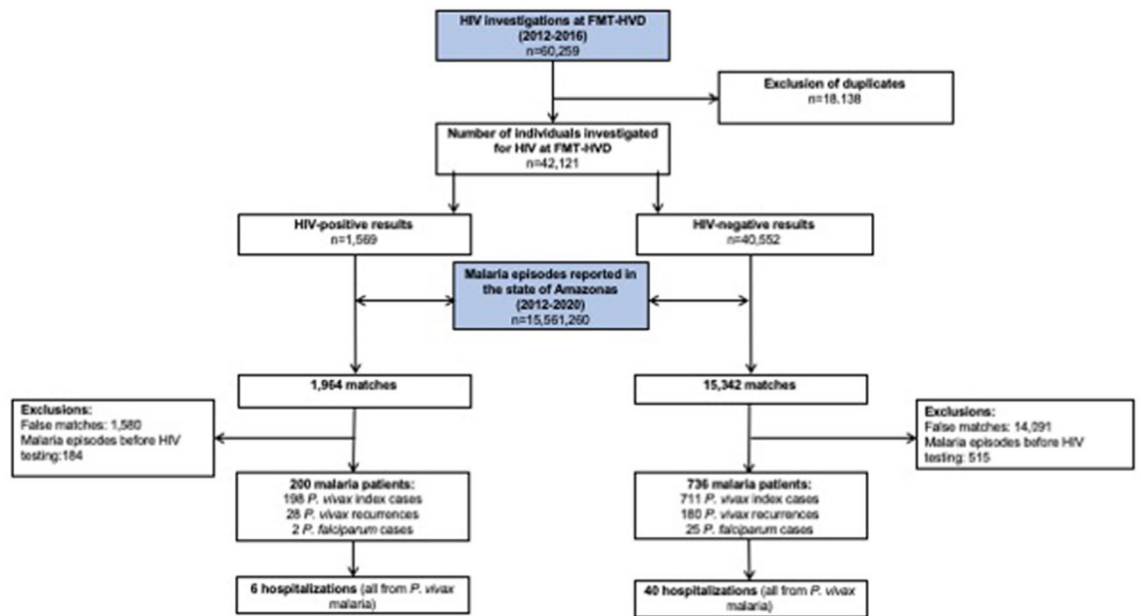 HIV investigations at FMT-HVD
(2012-2016)
n=60,259
Exclusion of duplicates
n=18.138
Number of individuals investigated
for HIV at FMT-HVD
n=42,121
HIV-positive results
n=1,569
HIV-negative results
n=40,552
Malaria episodes reported in
the state of Amazonas
(2012-2020)
n=15,561,260
1,964 matches
15,342 matches
Exclusions:
False matches: 1,580
Malaria episodes before HIV
testing:184
Exclusions:
False matches: 14,091
Malaria episodes before HIV
testing: 515
200 malaria patients:
198 P. vivax index cases
28 P. vivax recurrences
2 P. falciparum cases
736 malaria patients:
711 P. vivax index cases
180 P. vivax recurrences
25 P. falciparum cases
6 hospitalizations (all from P. vivax
malaria)
40 hospitalizations (all from P. vivax
malaria)